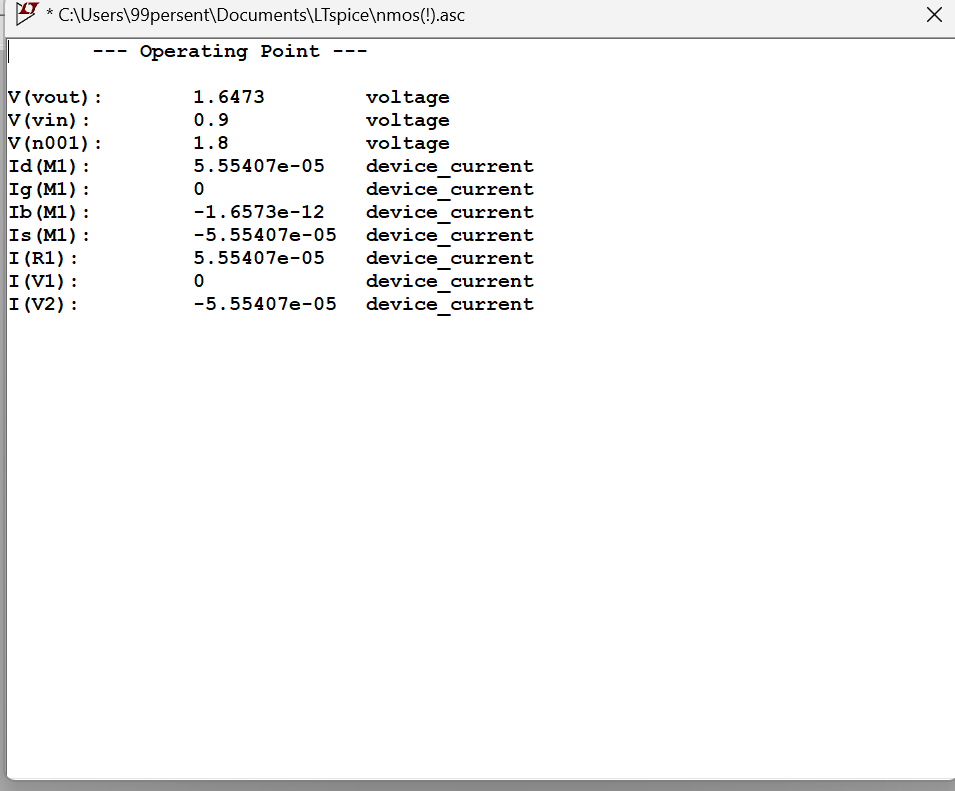 * C:\Users\99persent\Documents\LTspice\nmos(!).asc
--- Operating Point ---
V(vout): 1.6473 voltage
V(vin): 0.9 voltage
V(n001): 1.8 voltage
Id(M1): 5.55407e-05 device_current
Ig(M1): 0 device_current
Ib(M1): -1.6573e-12 device_current
Is(M1): -5.55407e-05 device_current
I(R1): 5.55407e-05 device_current
I(V1): 0 device_current
I(V2): -5.55407e-05 device_current